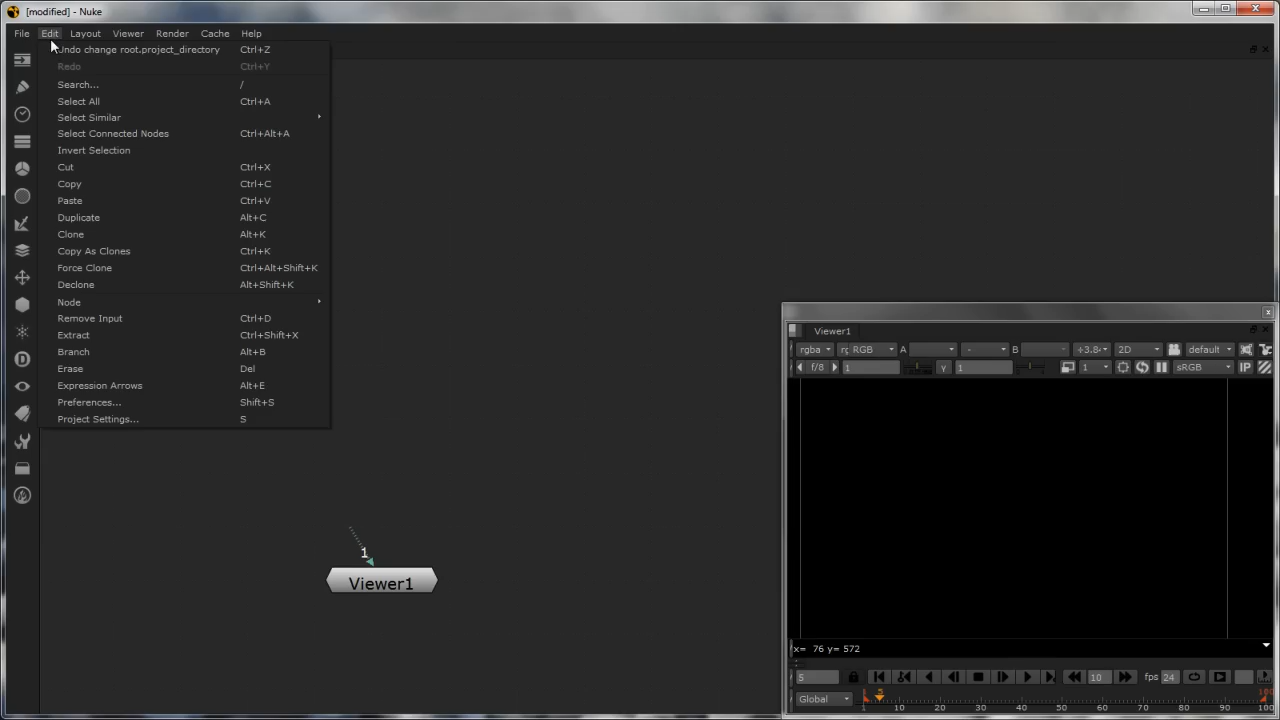 [modified] - Nuke
File Edit Layout Viewer Render Cache Help
Undo change root.project_directory Ctrl+Z
Redo Ctrl+Y
Search... /
Select All Ctrl+A
Select Similar
Select Connected Nodes Ctrl+Alt+A
Invert Selection
Cut Ctrl+X
Copy Ctrl+C
Paste Ctrl+V
Duplicate Alt+C
Clone Alt+K
Copy As Clones Ctrl+K
Force Clone Ctrl+Alt+Shift+K
Declone Alt+Shift+K
Node
Remove Input Ctrl+D
Extract Ctrl+Shift+X
Branch Alt+B
Erase Del
Expression Arrows Alt+E
Preferences... Shift+S
Project Settings... S
1
Viewer1
Viewer1
rgba RGB A - B ÷3.84 2D default
f/8 1 Y 1 1 sRGB IP
x= 76 y= 572
5 10 fps 24
Global 5
1 10 20 30 40 50 60 70 80 90 100